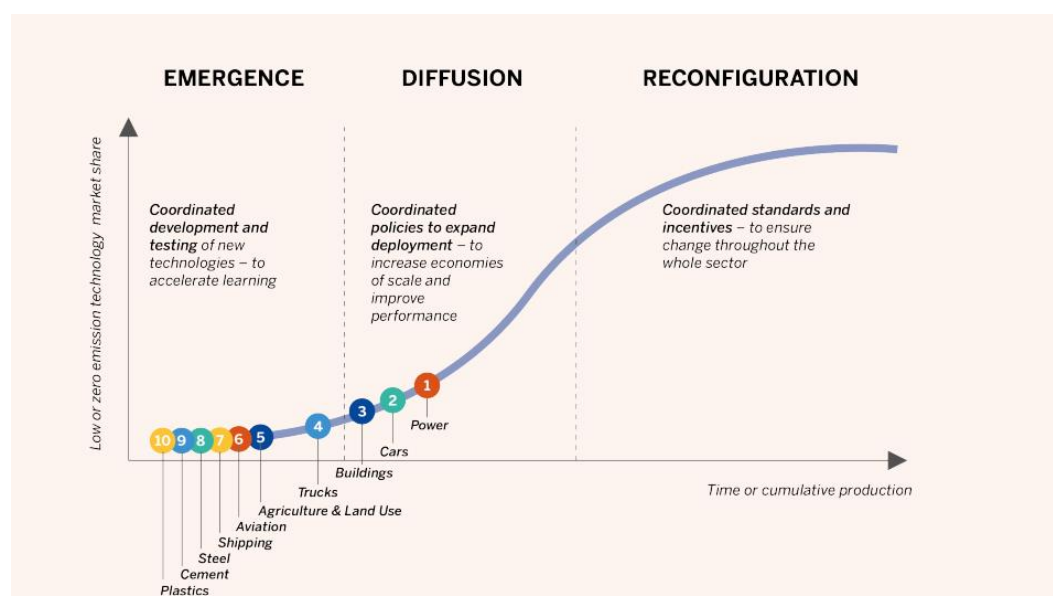 EMERGENCE
DIFFUSION
RECONFIGURATION
Low or zero emission technology market share
Coordinated
development and
testing of new
technologies – to
accelerate learning
Coordinated
policies to expand
deployment – to
increase economies
of scale and
improve
performance
Coordinated standards and
incentives – to ensure
change throughout the
whole sector
10
9
8
7
6
5
4
3
2
1
Power
Cars
Buildings
Trucks
Agriculture & Land Use
Aviation
Shipping
Steel
Cement
Plastics
Time or cumulative production